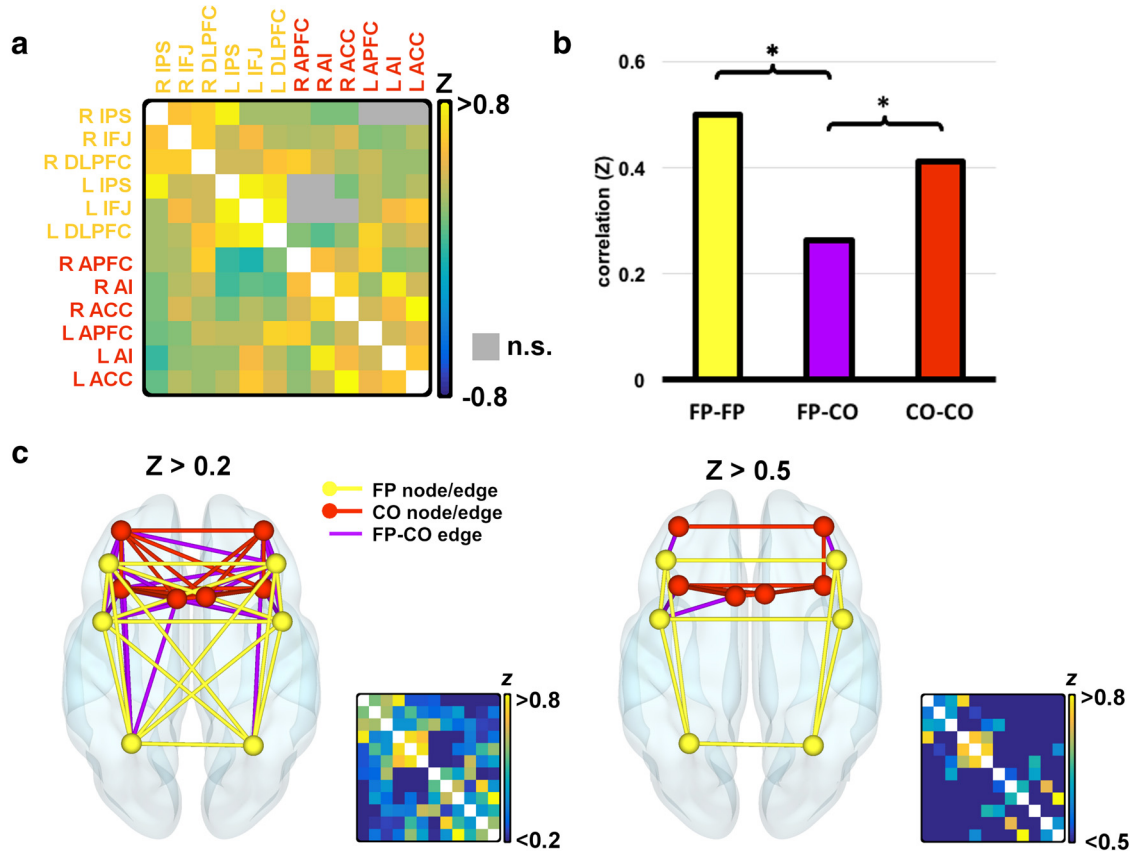 a
R IPS
R IFJ
R DLPFC
L IPS
L IFJ
L DLPFC
R APFC
R AI
R ACC
L APFC
L AI
L ACC
Z
>0.8
-0.8
R IPS
R IFJ
R DLPFC
L IPS
L IFJ
L DLPFC
R APFC
R AI
R ACC
L APFC
L AI
L ACC
n.s.
b
correlation (Z)
0.6
0.4
0.2
0
*
*
FP-FP
FP-CO
CO-CO
c
Z > 0.2
FP node/edge
CO node/edge
FP-CO edge
z
>0.8
<0.2
Z > 0.5
z
>0.8
<0.5